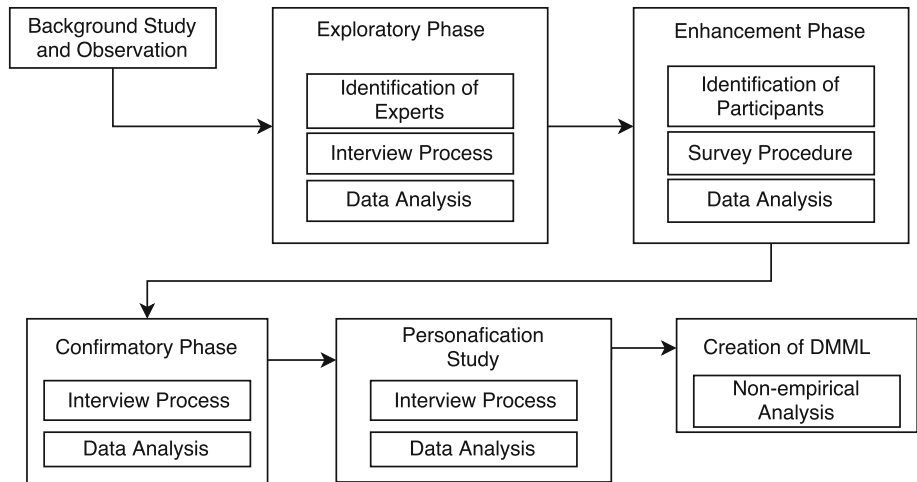 Background Study
and Observation
Exploratory Phase
Identification of
Experts
Interview Process
Data Analysis
Enhancement Phase
Identification of
Participants
Survey Procedure
Data Analysis
Confirmatory Phase
Interview Process
Data Analysis
Personafication
Study
Interview Process
Data Analysis
Creation of DMML
Non-empirical
Analysis